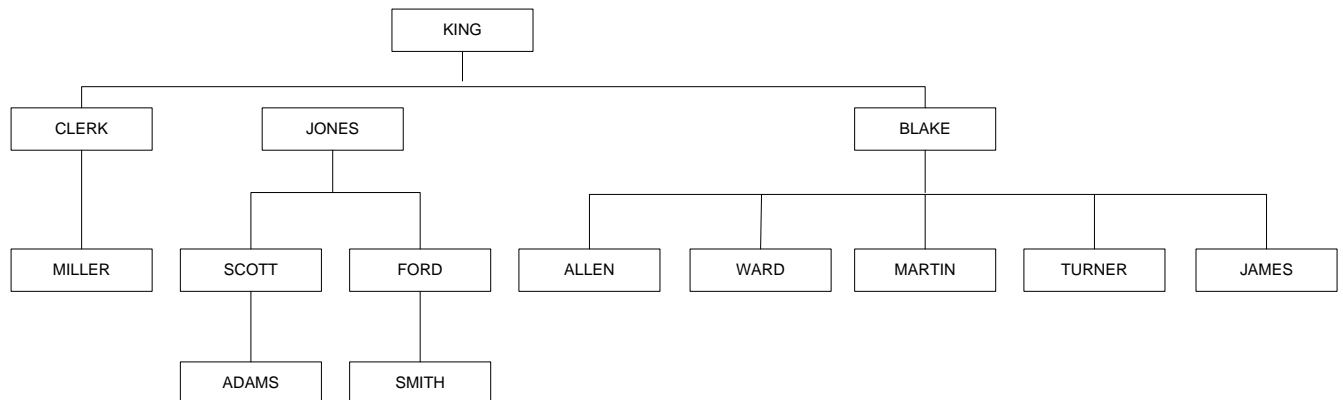 KING
CLERK JONES BLAKE
MILLER SCOTT FORD ALLEN WARD MARTIN TURNER JAMES
ADAMS SMITH